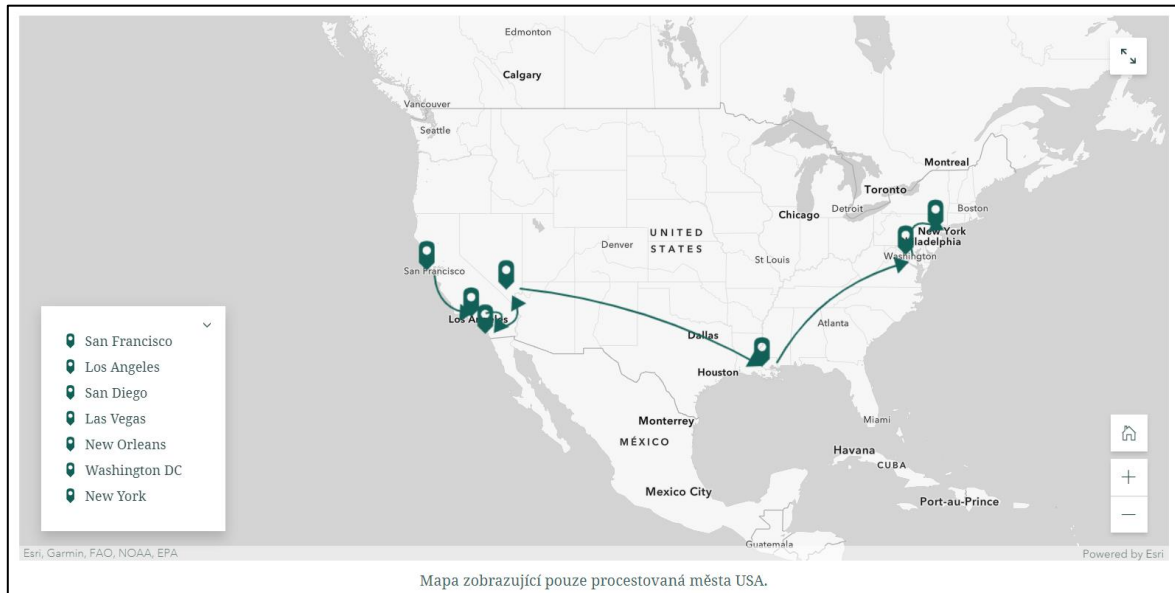 Edmonton
Calgary
Vancouver
Seattle
Montreal
Toronto
Boston
Detroit
Chicago
New York
Washington
UNITED
STATES
Denver
St Louis
San Francisco
Los Angeles
Atlanta
Dallas
Houston
Miami
Monterrey
MÉXICO
Havana
CUBA
Mexico City
Port-au-Prince
Guatemala
San Francisco
Los Angeles
San Diego
Las Vegas
New Orleans
Washington DC
New York
Esri, Garmin, FAO, NOAA, EPA
Powered by Esri
Mapa zobrazující pouze procestovaná města USA.